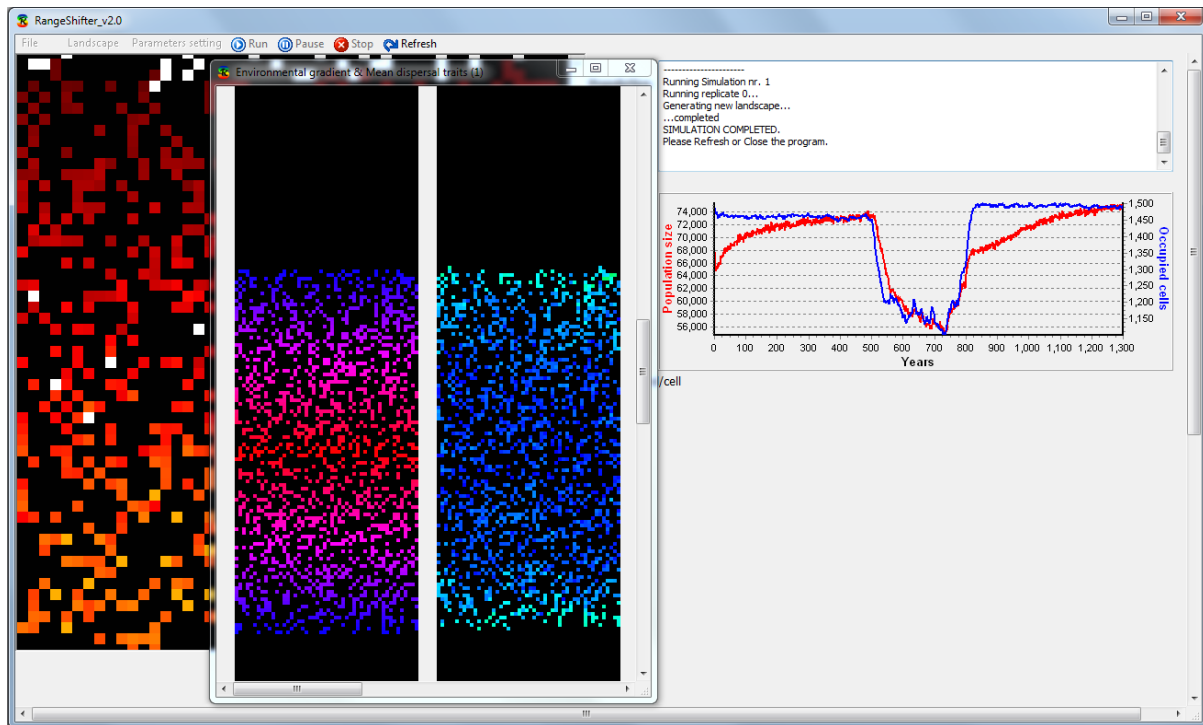 RangeShifter_v2.0
File Landscape Parameters setting Run Pause Stop Refresh
Environmental gradient & Mean dispersal traits (1)
---------------------
Running Simulation nr. 1
Running replicate 0...
Generating new landscape...
...completed
SIMULATION COMPLETED.
Please Refresh or Close the program.
Population size
74,000
72,000
70,000
68,000
66,000
64,000
62,000
60,000
58,000
56,000
1,500
1,450
1,400
1,350
1,300
1,250
1,200
1,150
Occupied cells
0 100 200 300 400 500 600 700 800 900 1,000 1,100 1,200 1,300
Years
/cell